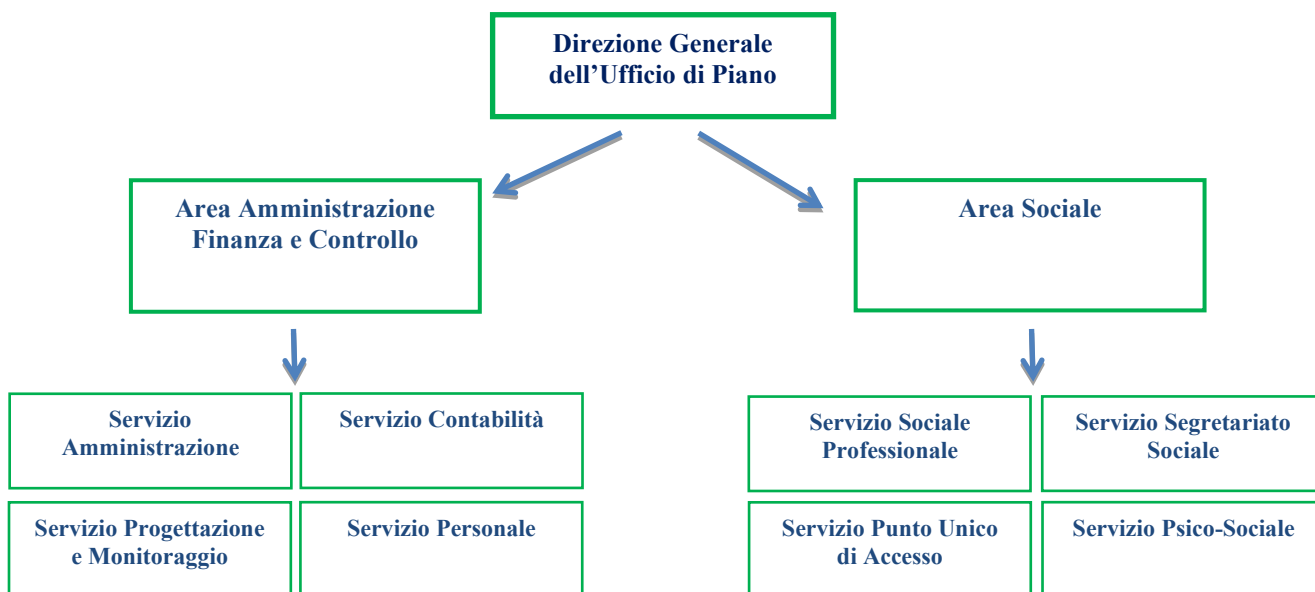 Direzione Generale
dell’Ufficio di Piano
Area Amministrazione
Finanza e Controllo
Area Sociale
Servizio
Amministrazione
Servizio Contabilità
Servizio Progettazione
e Monitoraggio
Servizio Personale
Servizio Sociale
Professionale
Servizio Segretariato
Sociale
Servizio Punto Unico
di Accesso
Servizio Psico-Sociale